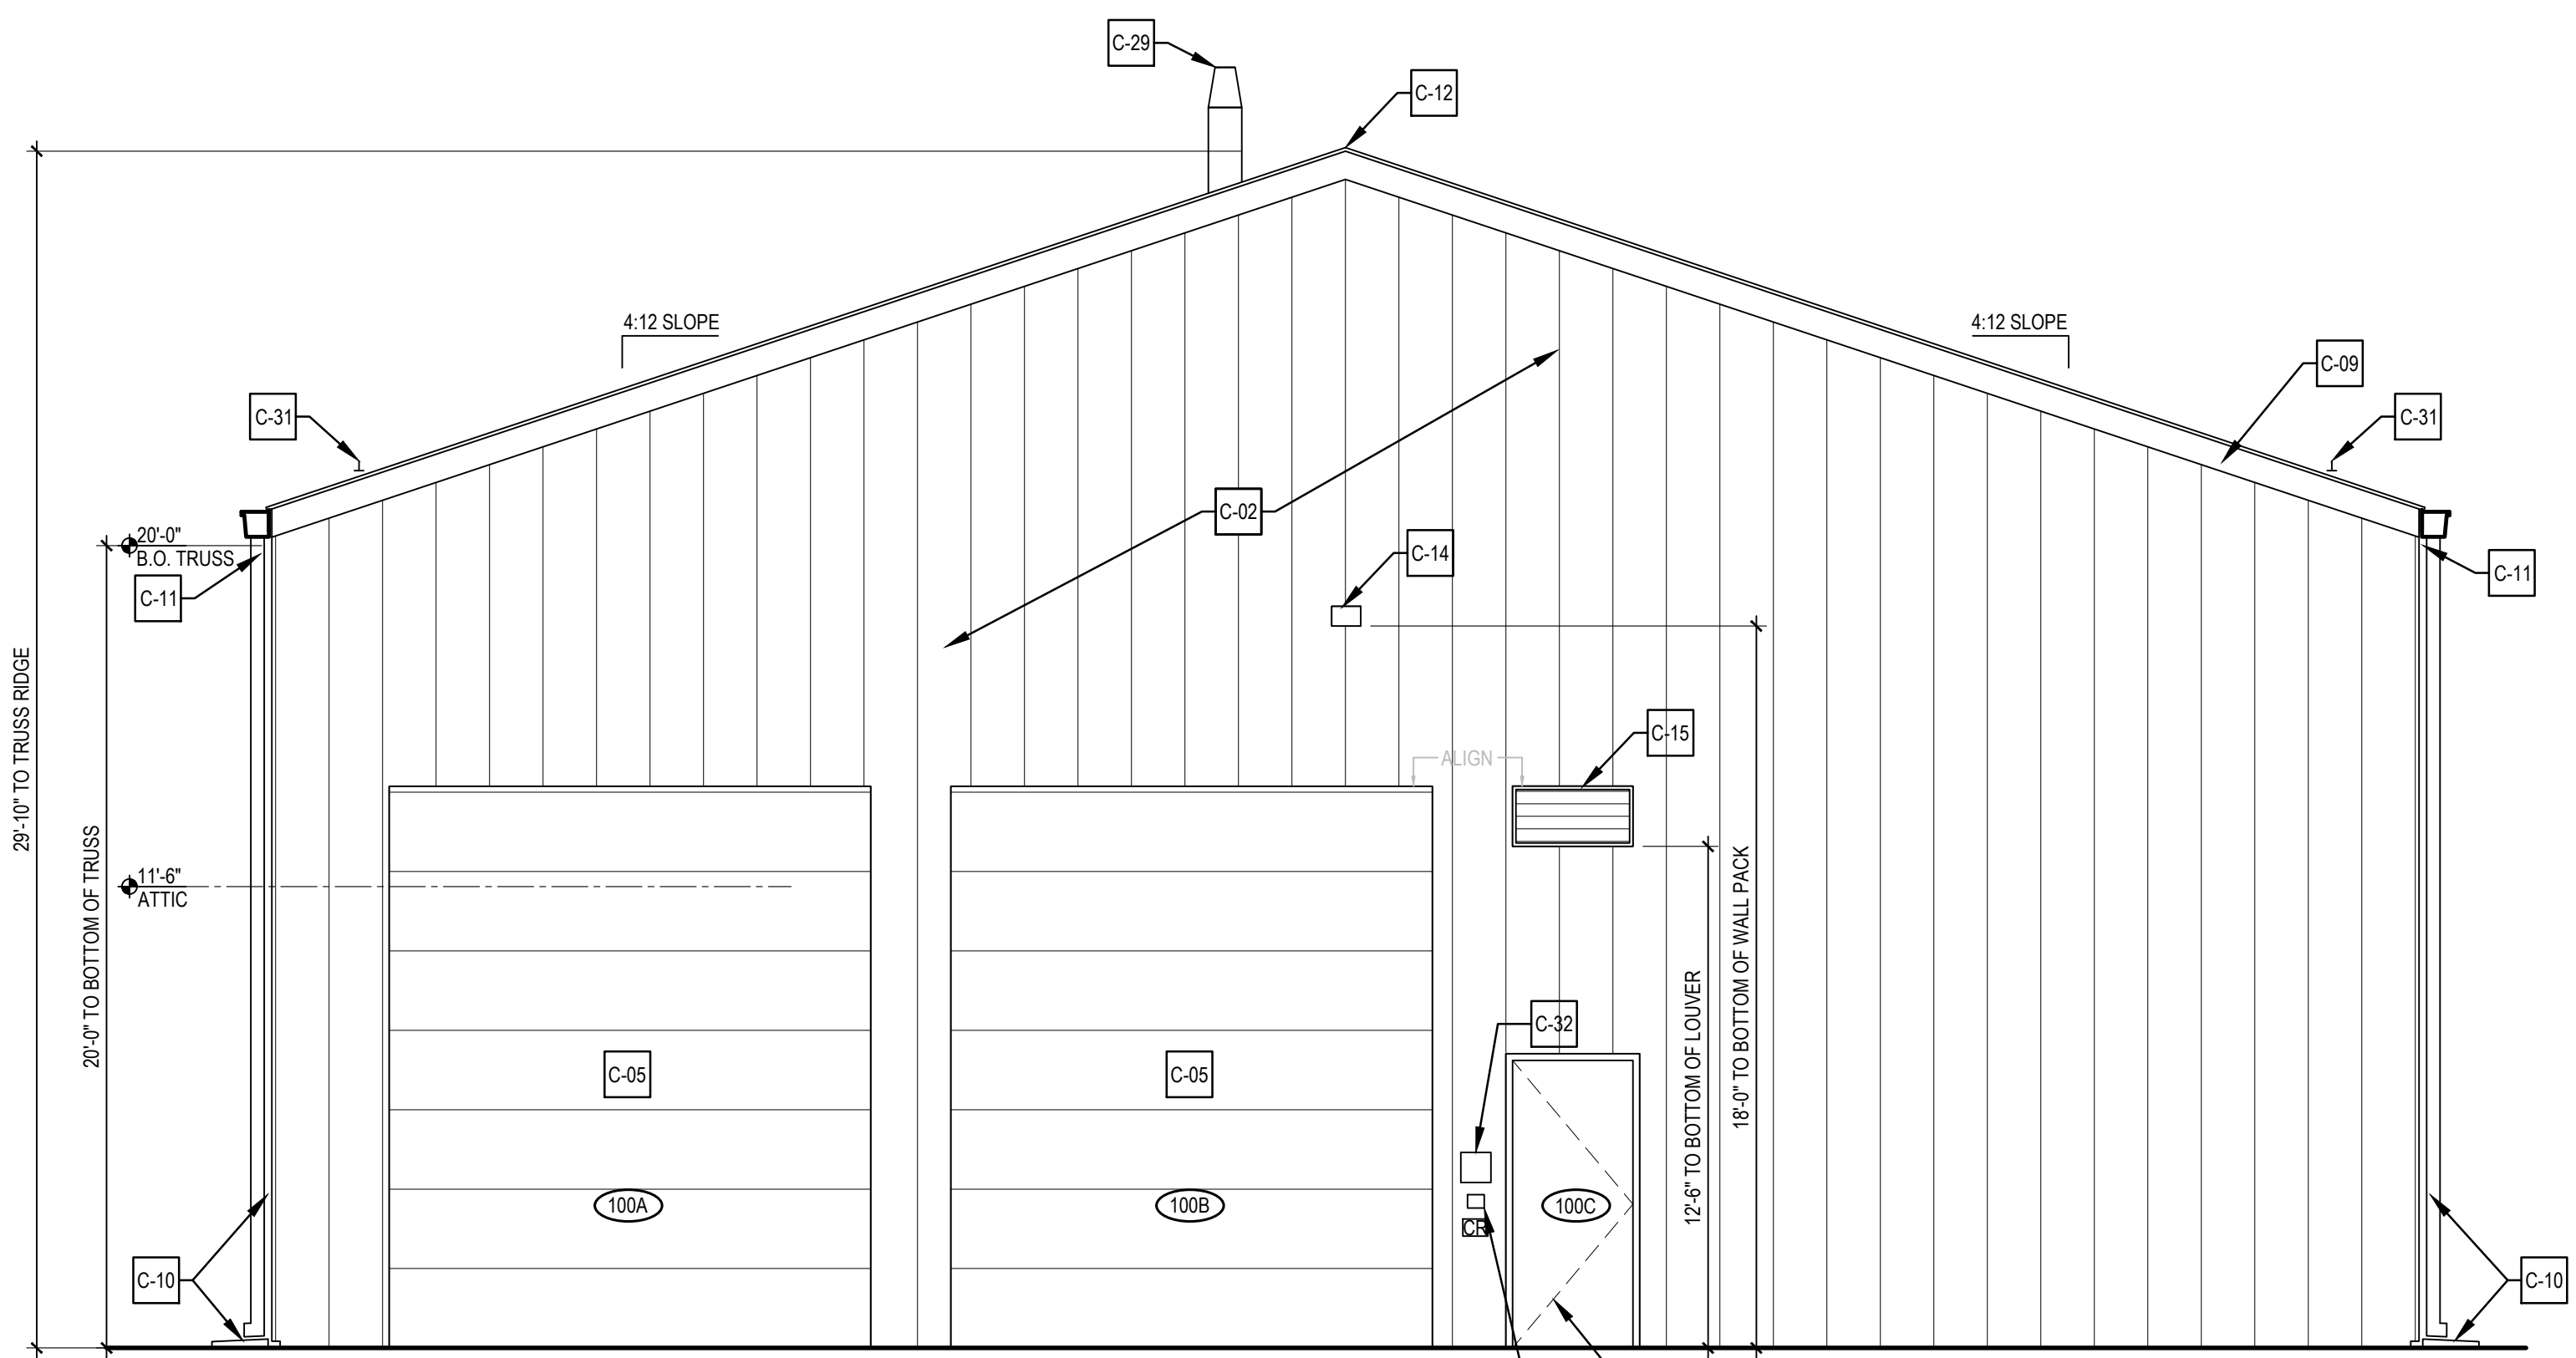 C-29
C-12
4:12 SLOPE
4:12 SLOPE
C-09
C-31
C-31
C-02
20'-0"
B.O. TRUSS
C-14
C-11
C-11
29'-10" TO TRUSS RIDGE
C-15
ALIGN
20'-0" TO BOTTOM OF TRUSS
11'-6"
ATTIC
18'-0" TO BOTTOM OF WALL PACK
12'-6" TO BOTTOM OF LOUVER
C-32
C-05
C-05
100A
100B
100C
CR
C-10
C-10